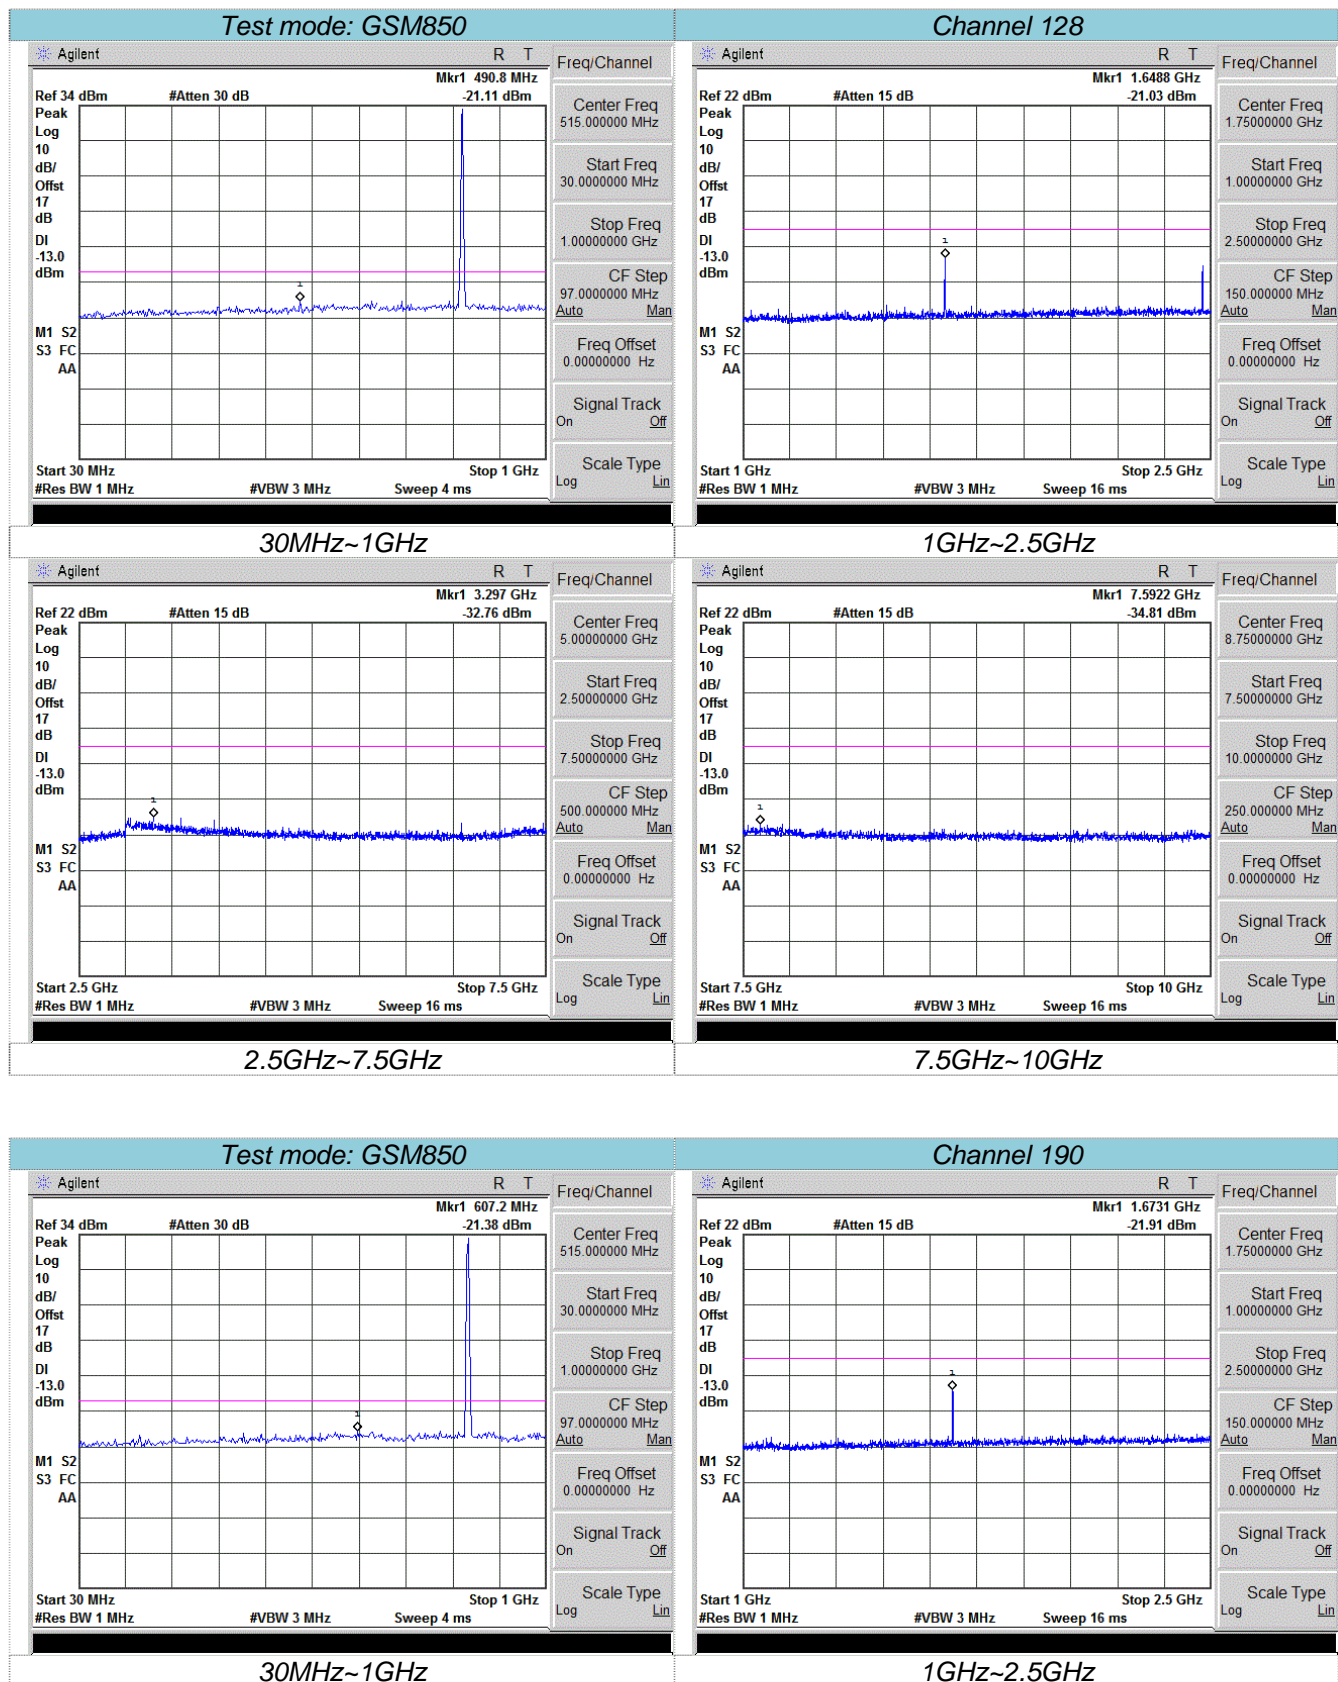 Test mode: GSM850 Channel 128
Agilent R T Freq/Channel
Mkr1 490.8 MHz
Ref 34 dBm #Atten 30 dB -21.11 dBm
Peak
Log
10
dB/
Offst
17
dB
DI
-13.0
dBm
M1 S2
S3 FC
AA
1
Start 30 MHz Stop 1 GHz
#Res BW 1 MHz #VBW 3 MHz Sweep 4 ms
Center Freq
515.000000 MHz
Start Freq
30.0000000 MHz
Stop Freq
1.00000000 GHz
CF Step
97.0000000 MHz
Auto Man
Freq Offset
0.00000000 Hz
Signal Track
On Off
Scale Type
Log Lin
Agilent R T Freq/Channel
Mkr1 1.6488 GHz
Ref 22 dBm #Atten 15 dB -21.03 dBm
Peak
Log
10
dB/
Offst
17
dB
DI
-13.0
dBm
M1 S2
S3 FC
AA
1
Start 1 GHz Stop 2.5 GHz
#Res BW 1 MHz #VBW 3 MHz Sweep 16 ms
Center Freq
1.75000000 GHz
Start Freq
1.00000000 GHz
Stop Freq
2.50000000 GHz
CF Step
150.000000 MHz
Auto Man
Freq Offset
0.00000000 Hz
Signal Track
On Off
Scale Type
Log Lin
30MHz~1GHz 1GHz~2.5GHz
Agilent R T Freq/Channel
Mkr1 3.297 GHz
Ref 22 dBm #Atten 15 dB -32.76 dBm
Peak
Log
10
dB/
Offst
17
dB
DI
-13.0
dBm
M1 S2
S3 FC
AA
1
Start 2.5 GHz Stop 7.5 GHz
#Res BW 1 MHz #VBW 3 MHz Sweep 16 ms
Center Freq
5.00000000 GHz
Start Freq
2.50000000 GHz
Stop Freq
7.50000000 GHz
CF Step
500.000000 MHz
Auto Man
Freq Offset
0.00000000 Hz
Signal Track
On Off
Scale Type
Log Lin
Agilent R T Freq/Channel
Mkr1 7.5922 GHz
Ref 22 dBm #Atten 15 dB -34.81 dBm
Peak
Log
10
dB/
Offst
17
dB
DI
-13.0
dBm
M1 S2
S3 FC
AA
1
Start 7.5 GHz Stop 10 GHz
#Res BW 1 MHz #VBW 3 MHz Sweep 16 ms
Center Freq
8.75000000 GHz
Start Freq
7.50000000 GHz
Stop Freq
10.0000000 GHz
CF Step
250.000000 MHz
Auto Man
Freq Offset
0.00000000 Hz
Signal Track
On Off
Scale Type
Log Lin
2.5GHz~7.5GHz 7.5GHz~10GHz
Test mode: GSM850 Channel 190
Agilent R T Freq/Channel
Mkr1 607.2 MHz
Ref 34 dBm #Atten 30 dB -21.38 dBm
Peak
Log
10
dB/
Offst
17
dB
DI
-13.0
dBm
M1 S2
S3 FC
AA
1
Start 30 MHz Stop 1 GHz
#Res BW 1 MHz #VBW 3 MHz Sweep 4 ms
Center Freq
515.000000 MHz
Start Freq
30.0000000 MHz
Stop Freq
1.00000000 GHz
CF Step
97.0000000 MHz
Auto Man
Freq Offset
0.00000000 Hz
Signal Track
On Off
Scale Type
Log Lin
Agilent R T Freq/Channel
Mkr1 1.6731 GHz
Ref 22 dBm #Atten 15 dB -21.91 dBm
Peak
Log
10
dB/
Offst
17
dB
DI
-13.0
dBm
M1 S2
S3 FC
AA
1
Start 1 GHz Stop 2.5 GHz
#Res BW 1 MHz #VBW 3 MHz Sweep 16 ms
Center Freq
1.75000000 GHz
Start Freq
1.00000000 GHz
Stop Freq
2.50000000 GHz
CF Step
150.000000 MHz
Auto Man
Freq Offset
0.00000000 Hz
Signal Track
On Off
Scale Type
Log Lin
30MHz~1GHz 1GHz~2.5GHz